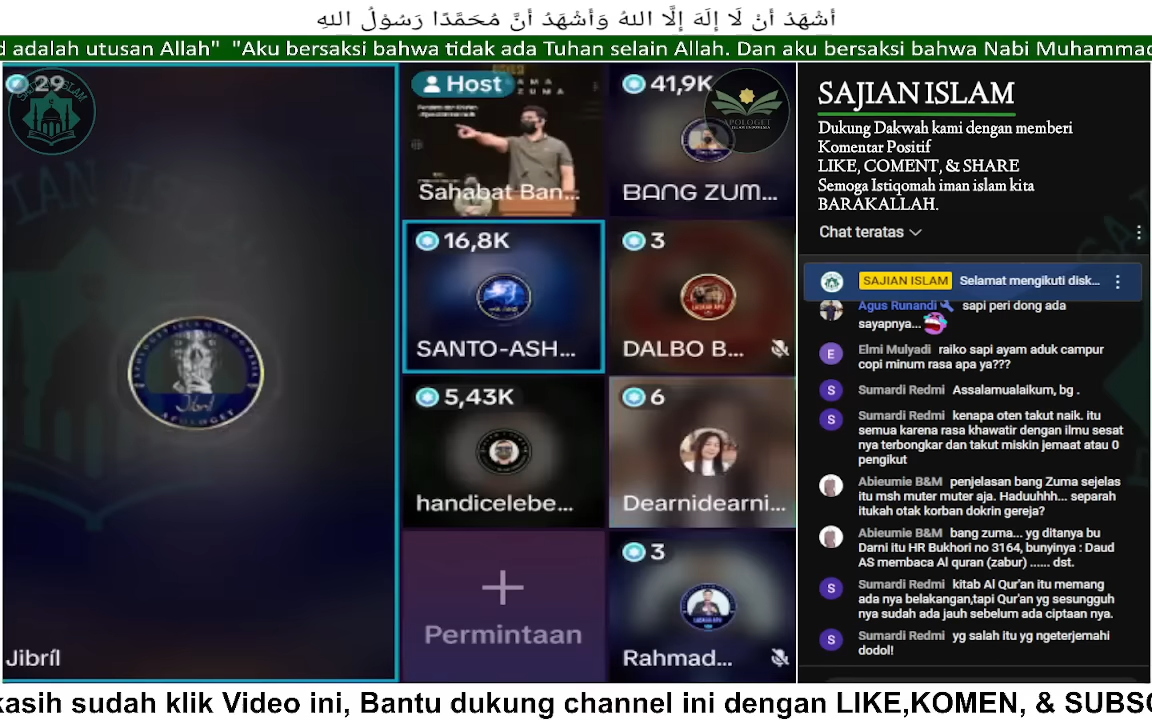 أشْهَدُ أنْ لَا إلَهَ إلَّا اللهُ وَأشْهَدُ أنَّ مُحَمَّدًا رَسُوْلُ اللهِ
d adalah utusan Allah" "Aku bersaksi bahwa tidak ada Tuhan selain Allah. Dan aku bersaksi bahwa Nabi Muhammad
29
Jibríl
Jibril
APOLOGET
Host
Sahabat Ban...
41,9K
BANG ZUM...
16,8K
SANTO-ASH...
3
DALBO B...
5,43K
handicelebe...
6
Dearnidearni...
Permintaan
3
Rahmad...
APOLOGET
SAJIAN ISLAM
Dukung Dakwah kami dengan memberi
Komentar Positif
LIKE, COMENT, & SHARE
Semoga Istiqomah iman islam kita
BARAKALLAH.
Chat teratas
SAJIAN ISLAM Selamat mengikuti disk...
Agus Runandi sapi peri dong ada
sayapnya...
E
Elmi Mulyadi raiko sapi ayam aduk campur
copi minum rasa apa ya???
S
Sumardi Redmi Assalamualaikum, bg .
S
Sumardi Redmi kenapa oten takut naik. itu
semua karena rasa khawatir dengan ilmu sesat
nya terbongkar dan takut miskin jemaat atau 0
pengikut
Abieumie B&M penjelasan bang Zuma sejelas
itu msh muter muter aja. Haduuhhh... separah
itukah otak korban dokrin gereja?
Abieumie B&M bang zuma... yg ditanya bu
Darni itu HR Bukhori no 3164, bunyinya : Daud
AS membaca Al quran (zabur) ...... dst.
S
Sumardi Redmi kitab Al Qur'an itu memang
ada nya belakangan,tapi Qur'an yg sesungguh
nya sudah ada jauh sebelum ada ciptaan nya.
S
Sumardi Redmi yg salah itu yg ngeterjemahi
dodol!
kasih sudah klik Video ini, Bantu dukung channel ini dengan LIKE,KOMEN, & SUBSC